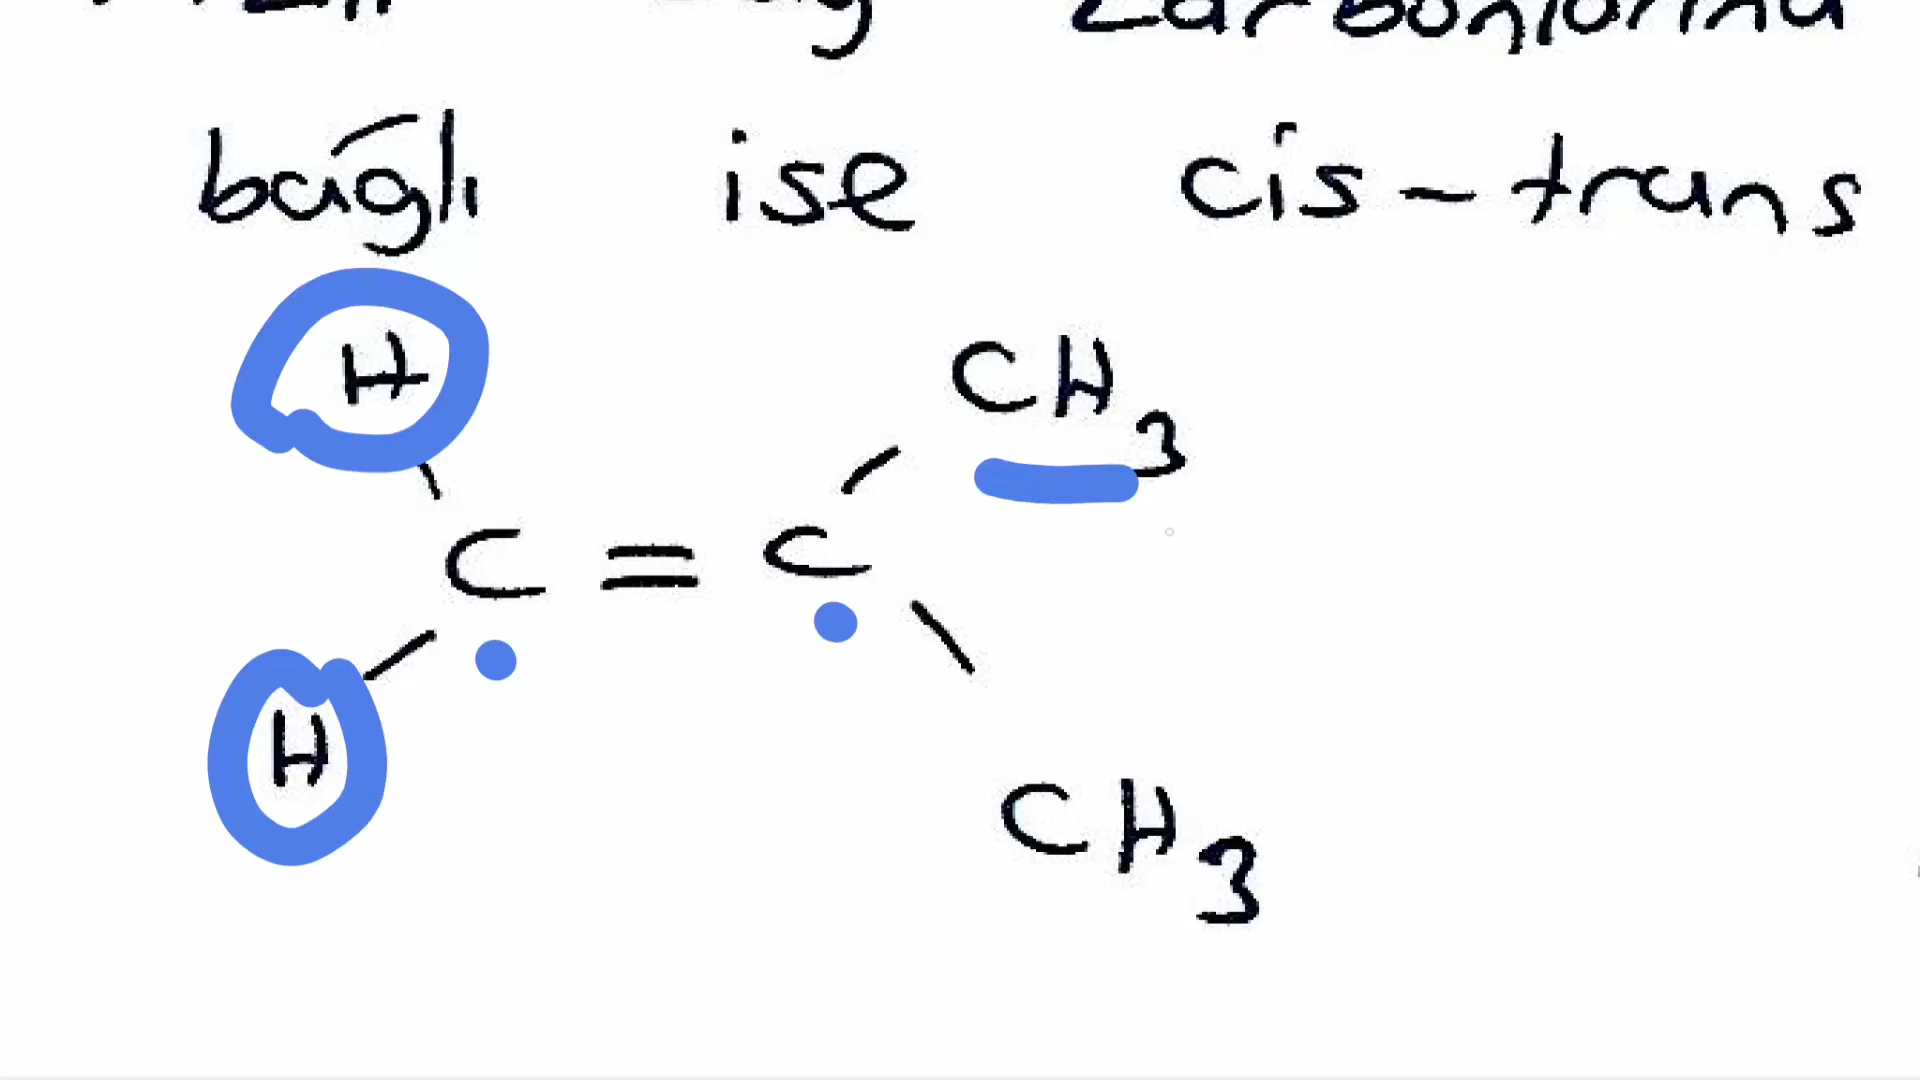 bağlı ise cis-trans
H CH3
C = C
H CH3